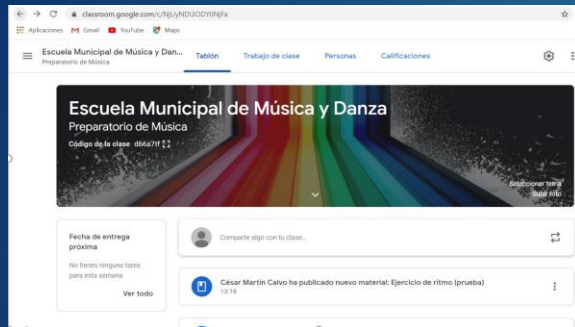 classroom.google.com/c/NjUyNDI3ODY0NjFa
Aplicaciones Gmail YouTube Maps
Escuela Municipal de Música y Dan...
Preparatorio de Música
Tablón Trabajo de clase Personas Calificaciones
Escuela Municipal de Música y Danza
Preparatorio de Música
Código de la clase d66a7tf
Seleccionar tema
Subir foto
Fecha de entrega
próxima
No tienes ninguna tarea
para esta semana
Ver todo
Comparte algo con tu clase...
César Martín Calvo ha publicado nuevo material: Ejercicio de ritmo (prueba)
13:19